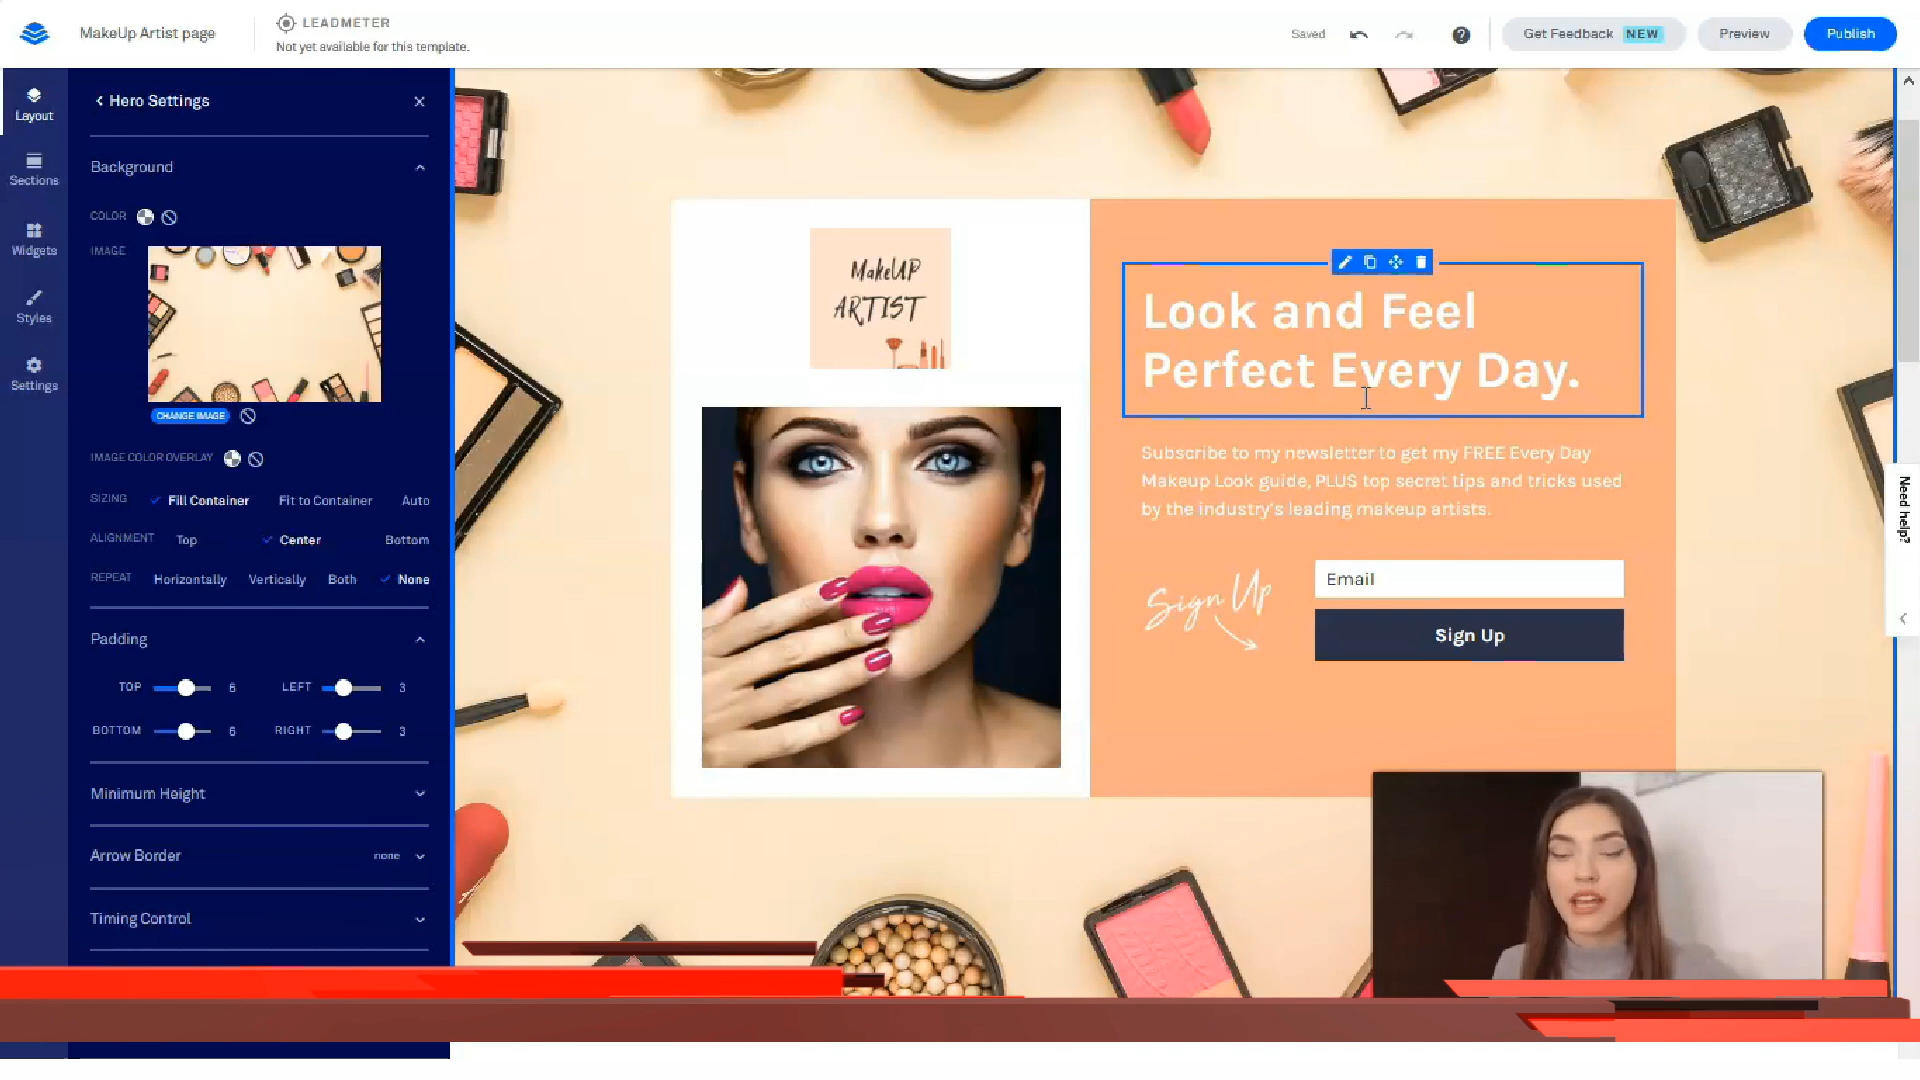 MakeUp Artist page
LEADMETER
Not yet available for this template.
Saved
Get Feedback NEW
Preview
Publish
Layout
Sections
Widgets
Styles
Settings
Hero Settings
Background
COLOR
IMAGE
CHANGE IMAGE
IMAGE COLOR OVERLAY
SIZING Fill Container Fit to Container Auto
ALIGNMENT Top Center Bottom
REPEAT Horizontally Vertically Both None
Padding
TOP 6 LEFT 3
BOTTOM 6 RIGHT 3
Minimum Height
Arrow Border none
Timing Control
MakeUP
ARTIST
Look and Feel
Perfect Every Day.
Subscribe to my newsletter to get my FREE Every Day
Makeup Look guide, PLUS top secret tips and tricks used
by the industry's leading makeup artists.
Sign Up
Email
Sign Up
Need help?